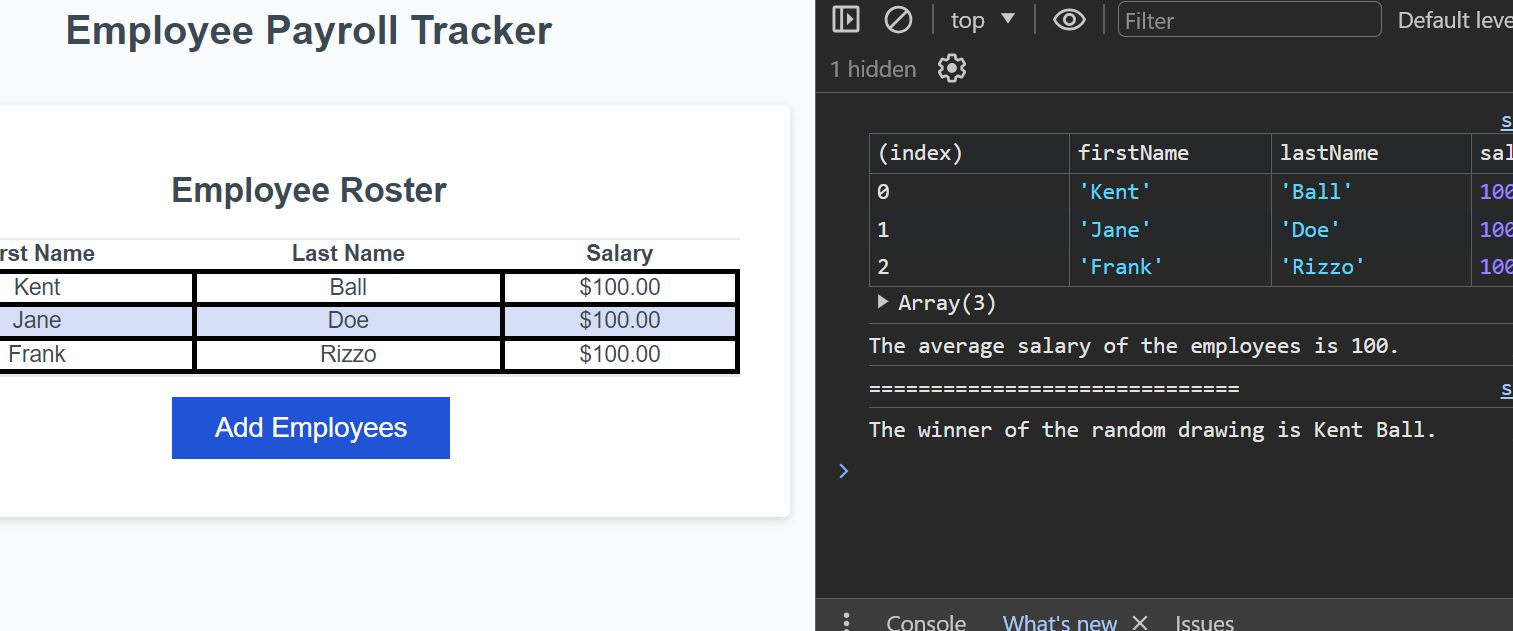 Employee Payroll Tracker
Employee Roster
rst Name Last Name Salary
Kent Ball $100.00
Jane Doe $100.00
Frank Rizzo $100.00
Add Employees
top Filter Default leve
1 hidden
s
(index) firstName lastName sal
0 'Kent' 'Ball' 100
1 'Jane' 'Doe' 100
2 'Frank' 'Rizzo' 100
Array(3)
The average salary of the employees is 100.
============================== s
The winner of the random drawing is Kent Ball.
Console What's new Issues